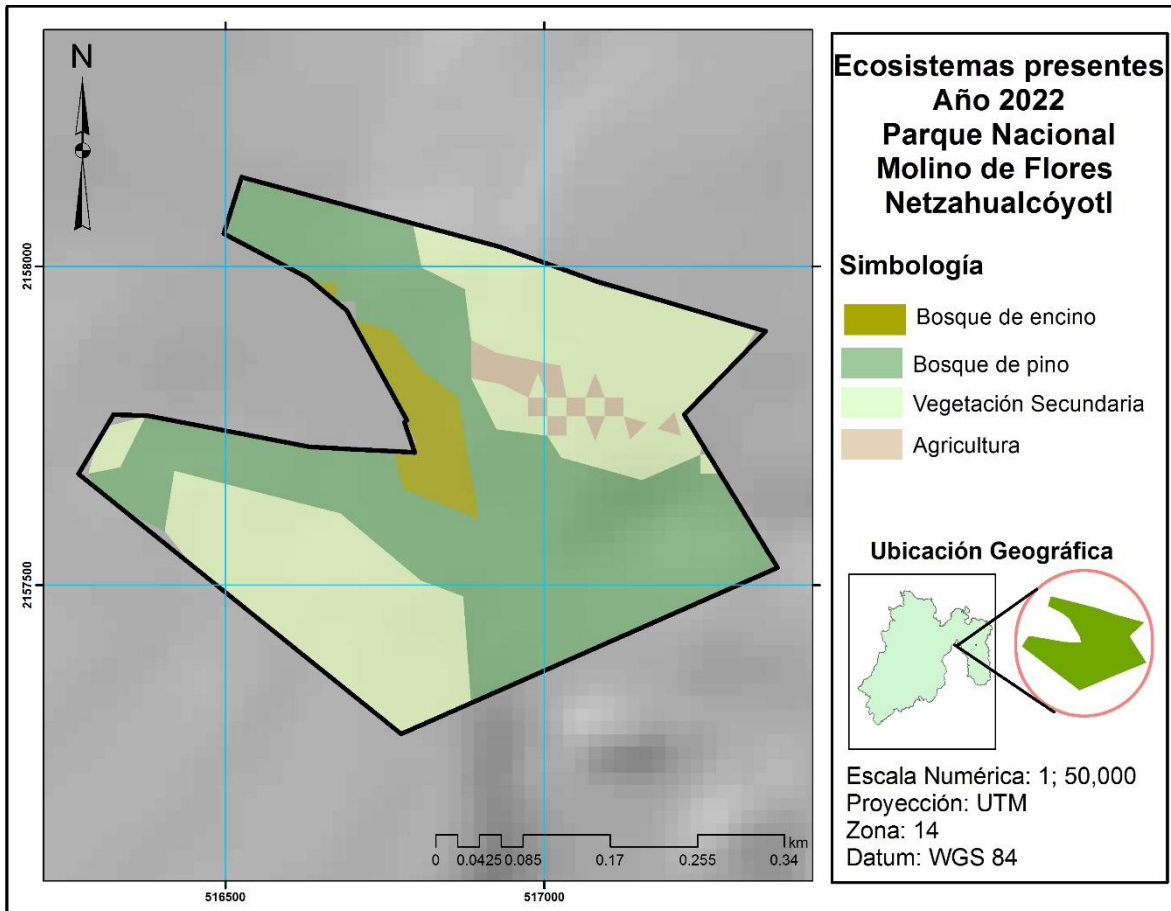 Ecosistemas presentes
Año 2022
Parque Nacional
Molino de Flores
Netzahualcóyotl
Simbología
Bosque de encino
Bosque de pino
Vegetación Secundaria
Agricultura
Ubicación Geográfica
Escala Numérica: 1; 50,000
Proyección: UTM
Zona: 14
Datum: WGS 84
N
2158000
2157500
516500
517000
km
0 0.0425 0.085 0.17 0.255 0.34